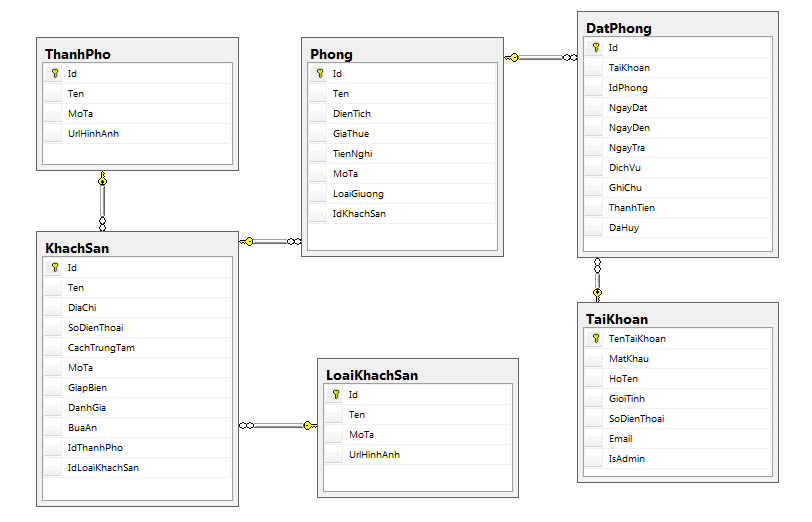 ThanhPho
Id
Ten
MoTa
UrlHinhAnh
Phong
Id
Ten
DienTich
GiaThue
TienNghi
MoTa
LoaiGiuong
IdKhachSan
DatPhong
Id
TaiKhoan
IdPhong
NgayDat
NgayDen
NgayTra
DichVu
GhiChu
ThanhTien
DaHuy
KhachSan
Id
Ten
DiaChi
SoDienThoai
CachTrungTam
MoTa
GiapBien
DanhGia
BuaAn
IdThanhPho
IdLoaiKhachSan
LoaiKhachSan
Id
Ten
MoTa
UrlHinhAnh
TaiKhoan
TenTaiKhoan
MatKhau
HoTen
GioiTinh
SoDienThoai
Email
IsAdmin